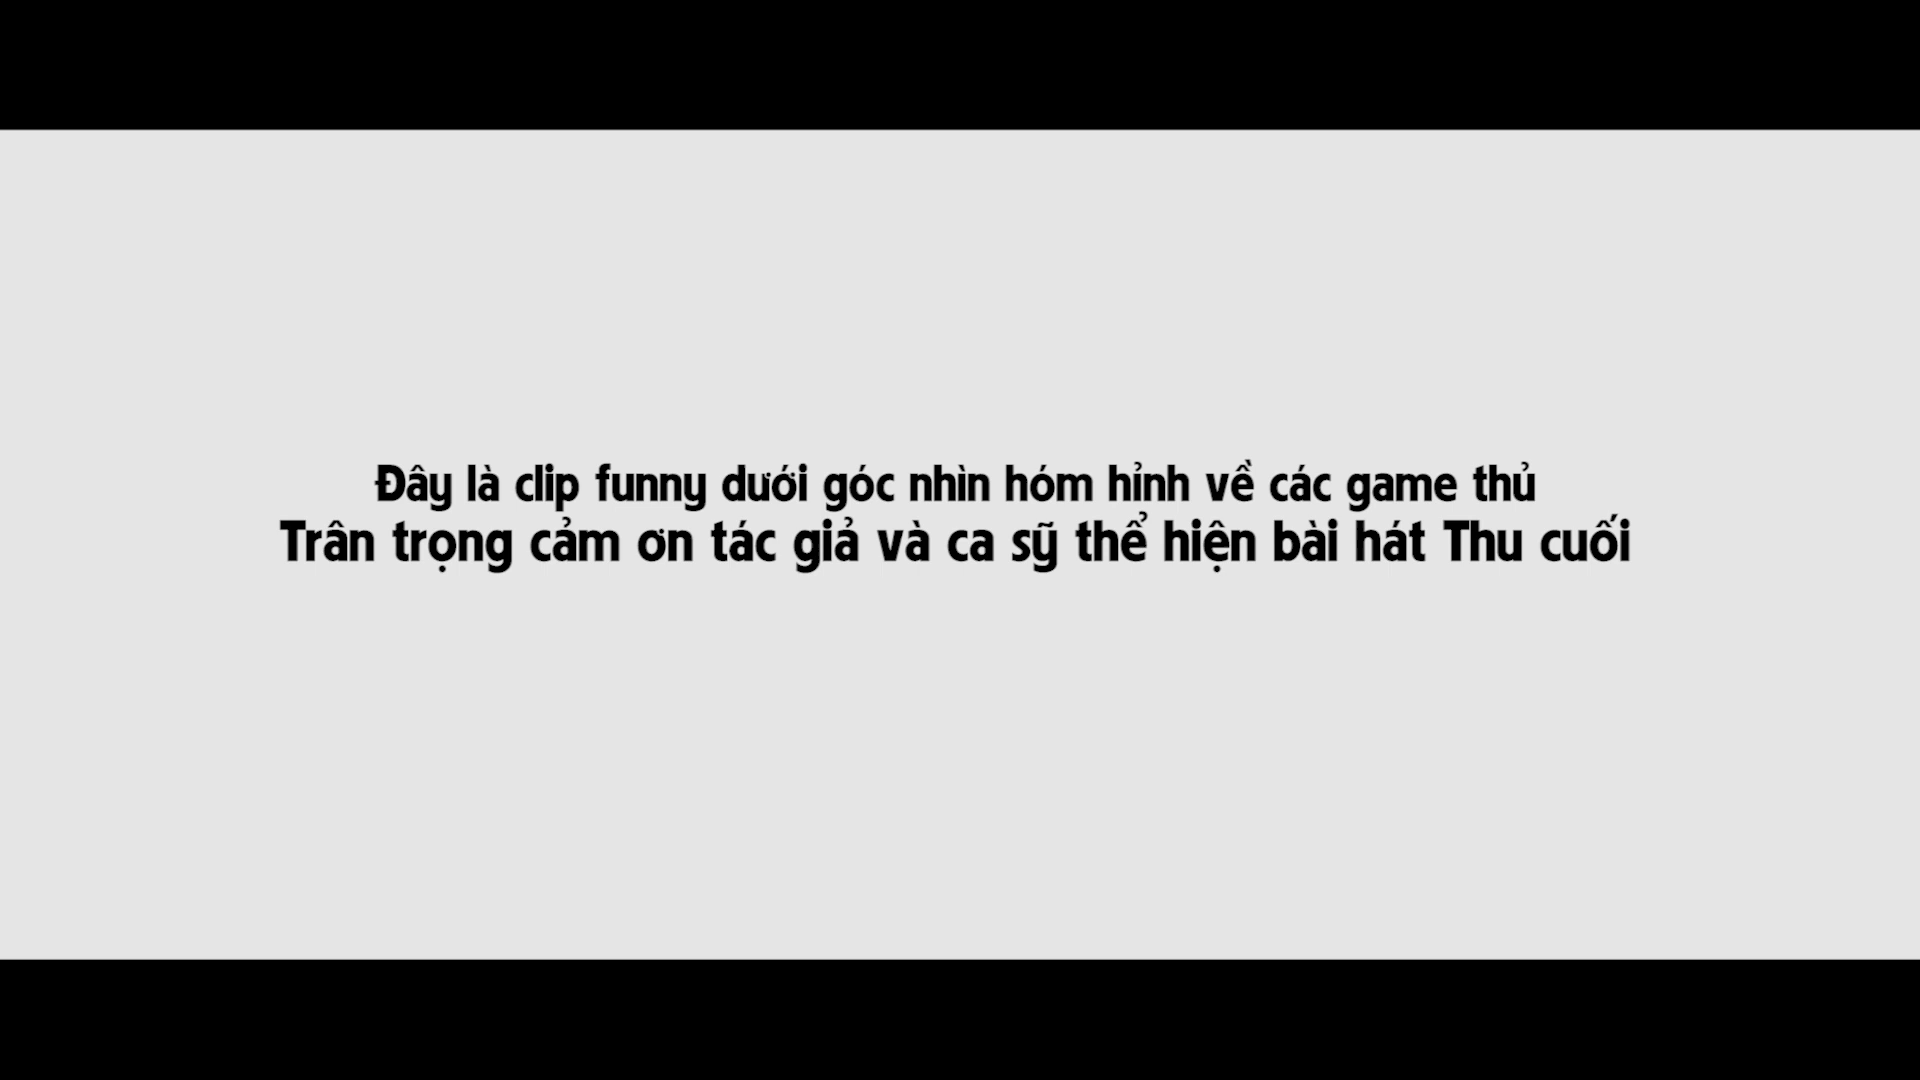 Đây là clip funny dưới góc nhìn hóm hỉnh về các game thủ
Trân trọng cảm ơn tác giả và ca sỹ thể hiện bài hát Thu cuối